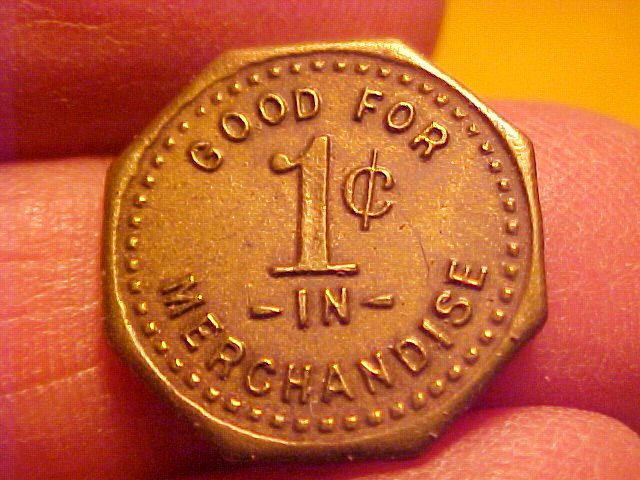 GOOD FOR
1¢
- IN -
MERCHANDISE